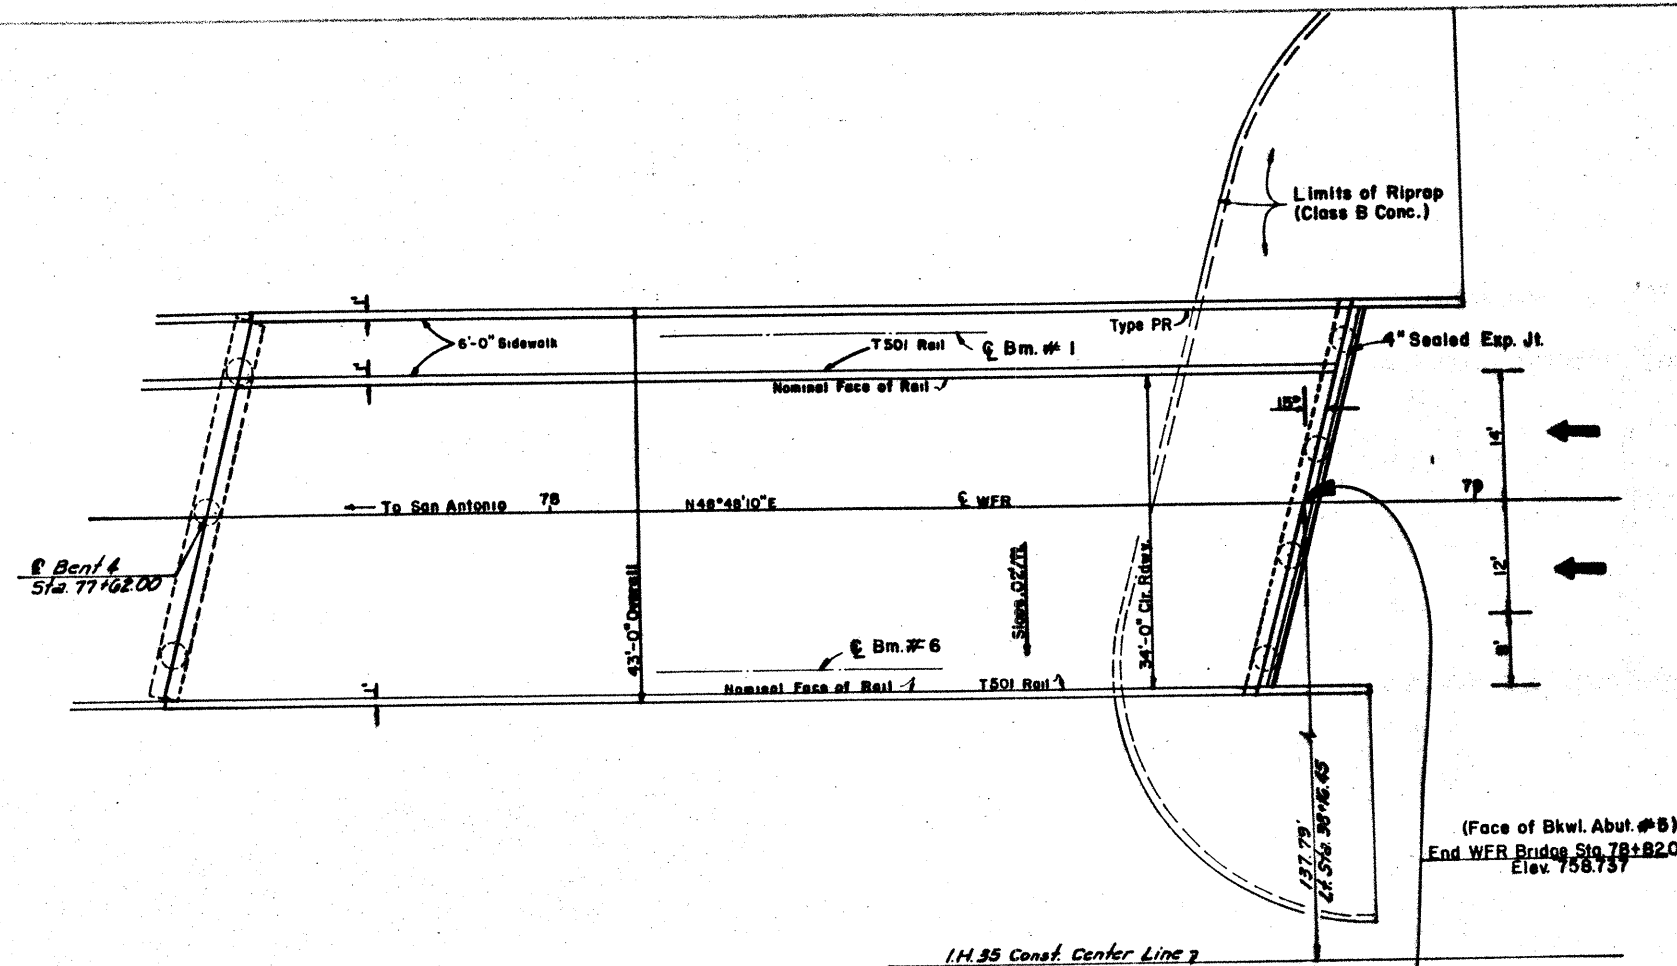 Limits of Riprap
(Class B Conc.)
1'
Type PR
6'-0" Sidewalk
T501 Rail
℄ Bm. # 1
4" Sealed Exp. Jt.
1'
Nominal Face of Rail
15°
14'
← To San Antonio
78
N48°48'10"E
℄ WFR
79
℄ Bent 4
Sta. 77+62.00
43'-0" Overall
Slope .02'/ft
34'-0" Clr. Rdwy.
12'
℄ Bm. # 6
8'
1'
Nominal Face of Rail
T501 Rail
137.79'
Lt. Sta. 98+16.45
(Face of Bkwl. Abut. #5)
End WFR Bridge Sta. 78+82.0
Elev. 758.737
I.H. 35 Const. Center Line